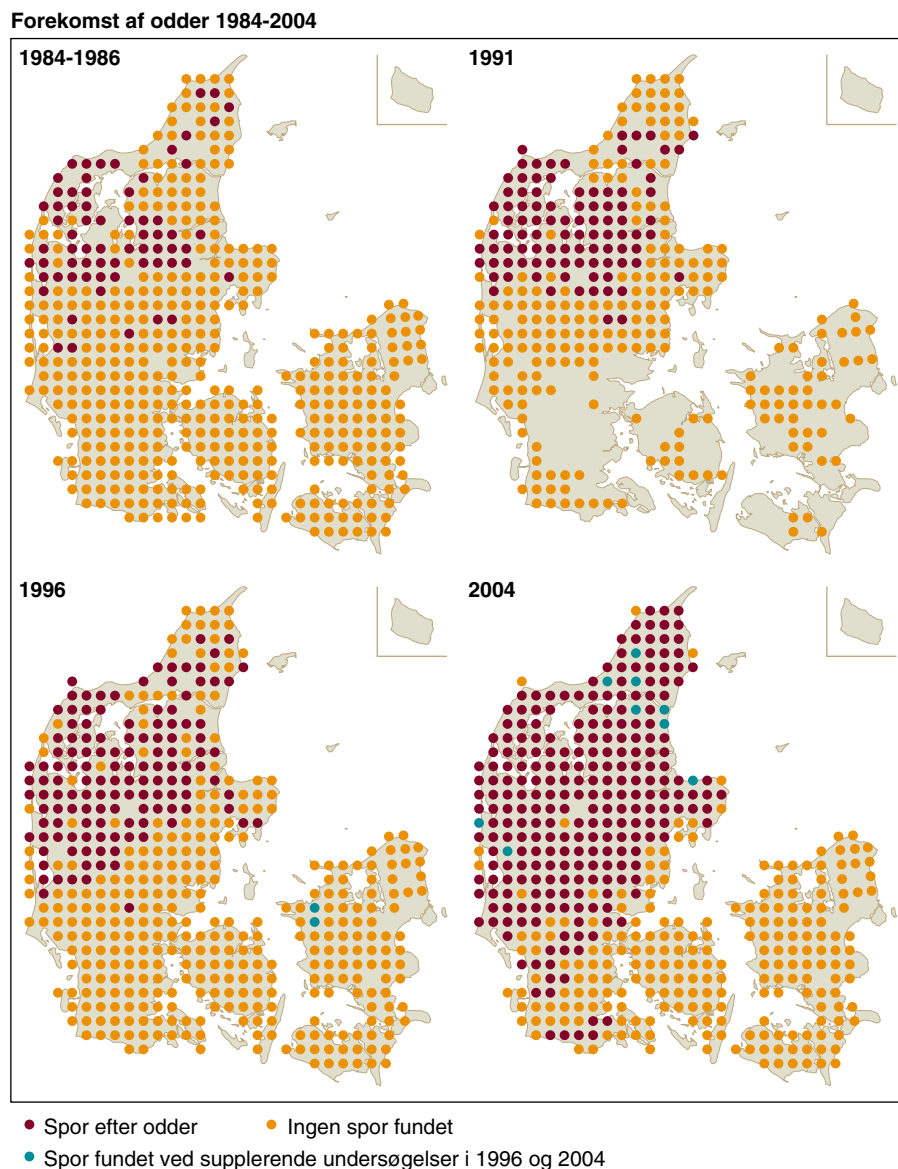 Forekomst af odder 1984-2004
1984-1986
1991
1996
2004
Spor efter odder
Ingen spor fundet
Spor fundet ved supplerende undersøgelser i 1996 og 2004